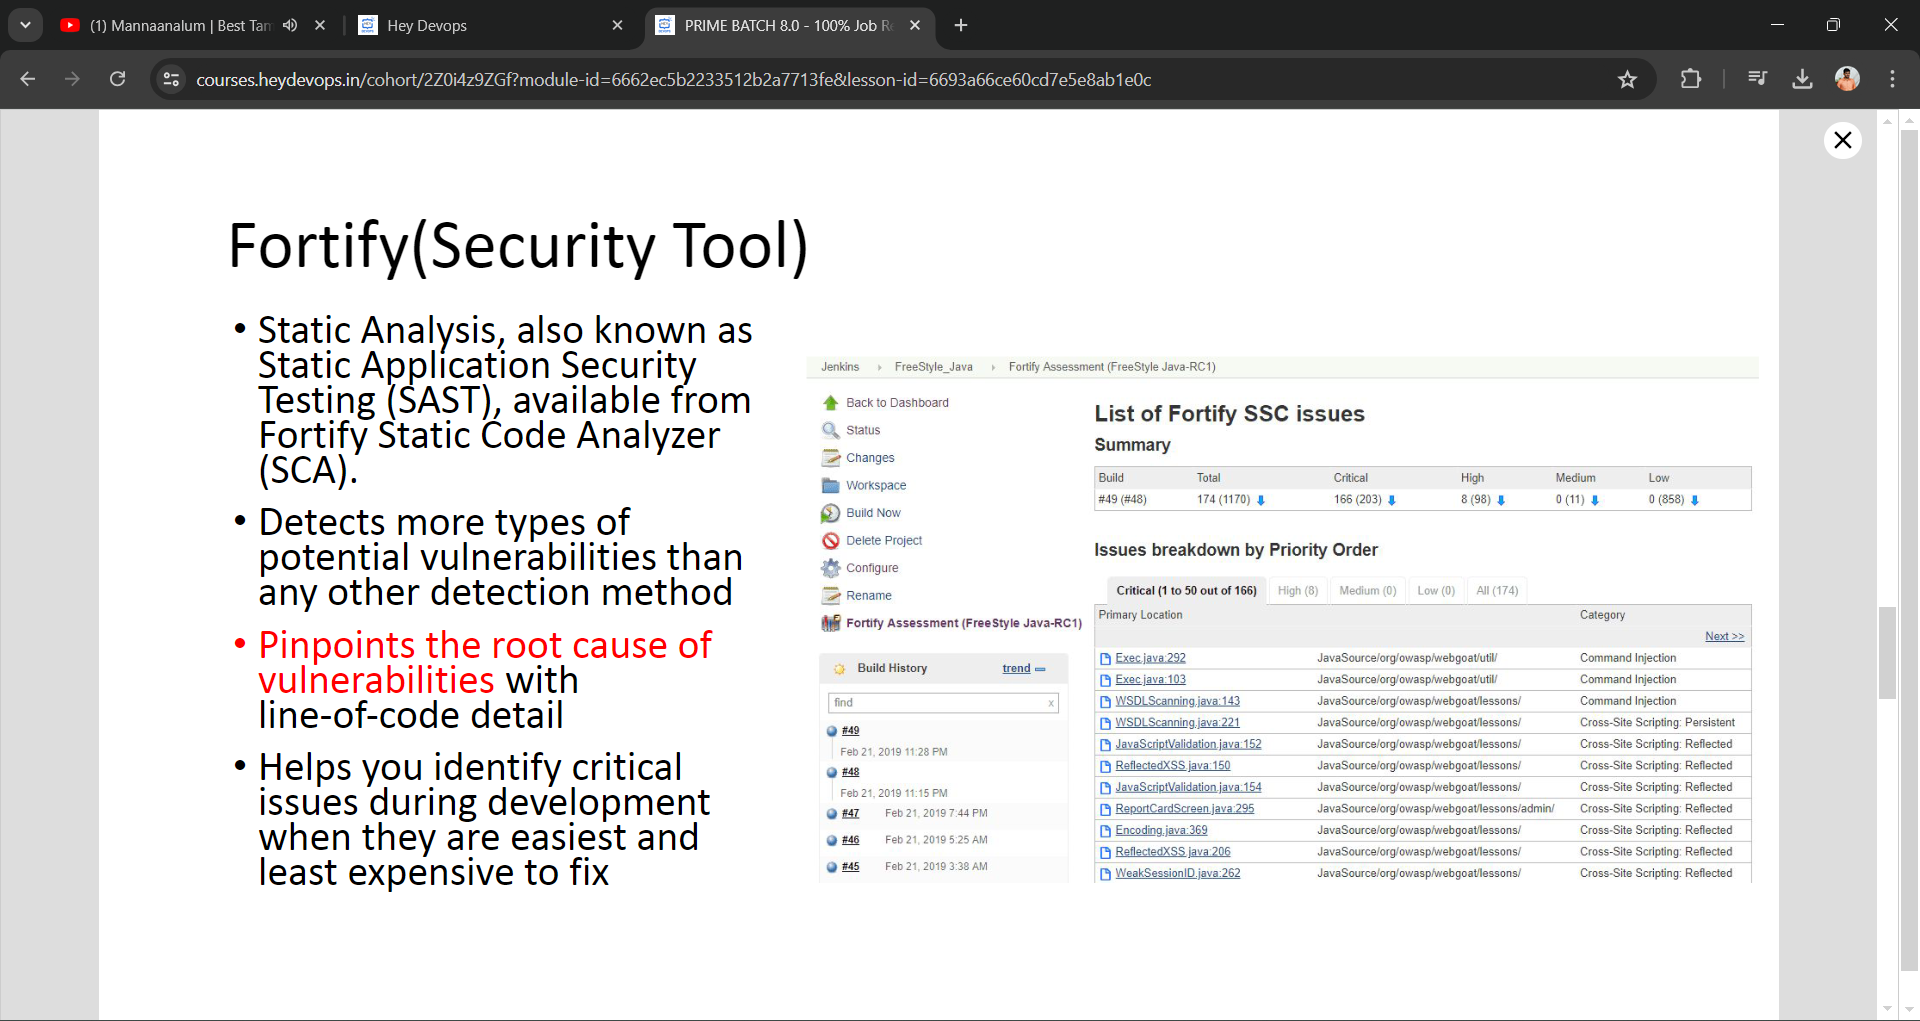 (1) Mannaanalum | Best Tam
Hey Devops
PRIME BATCH 8.0 - 100% Job Re
courses.heydevops.in/cohort/2Z0i4z9ZGf?module-id=6662ec5b2233512b2a7713fe&lesson-id=6693a66ce60cd7e5e8ab1e0c
Fortify(Security Tool)
• Static Analysis, also known as
Static Application Security
Testing (SAST), available from
Fortify Static Code Analyzer
(SCA).
• Detects more types of
potential vulnerabilities than
any other detection method
• Pinpoints the root cause of
vulnerabilities with
line-of-code detail
• Helps you identify critical
issues during development
when they are easiest and
least expensive to fix
Jenkins FreeStyle_Java Fortify Assessment (FreeStyle Java-RC1)
Back to Dashboard
Status
Changes
Workspace
Build Now
Delete Project
Configure
Rename
Fortify Assessment (FreeStyle Java-RC1)
Build History trend
find x
#49
Feb 21, 2019 11:28 PM
#48
Feb 21, 2019 11:15 PM
#47 Feb 21, 2019 7:44 PM
#46 Feb 21, 2019 5:25 AM
#45 Feb 21, 2019 3:38 AM
List of Fortify SSC issues
Summary
Build Total Critical High Medium Low
#49 (#48) 174 (1170) 166 (203) 8 (98) 0 (11) 0 (858)
Issues breakdown by Priority Order
Critical (1 to 50 out of 166) High (8) Medium (0) Low (0) All (174)
Primary Location Category
Next >>
Exec.java:292 JavaSource/org/owasp/webgoat/util/ Command Injection
Exec.java:103 JavaSource/org/owasp/webgoat/util/ Command Injection
WSDLScanning.java:143 JavaSource/org/owasp/webgoat/lessons/ Command Injection
WSDLScanning.java:221 JavaSource/org/owasp/webgoat/lessons/ Cross-Site Scripting: Persistent
JavaScriptValidation.java:152 JavaSource/org/owasp/webgoat/lessons/ Cross-Site Scripting: Reflected
ReflectedXSS.java:150 JavaSource/org/owasp/webgoat/lessons/ Cross-Site Scripting: Reflected
JavaScriptValidation.java:154 JavaSource/org/owasp/webgoat/lessons/ Cross-Site Scripting: Reflected
ReportCardScreen.java:295 JavaSource/org/owasp/webgoat/lessons/admin/ Cross-Site Scripting: Reflected
Encoding.java:369 JavaSource/org/owasp/webgoat/lessons/ Cross-Site Scripting: Reflected
ReflectedXSS.java:206 JavaSource/org/owasp/webgoat/lessons/ Cross-Site Scripting: Reflected
WeakSessionID.java:262 JavaSource/org/owasp/webgoat/lessons/ Cross-Site Scripting: Reflected